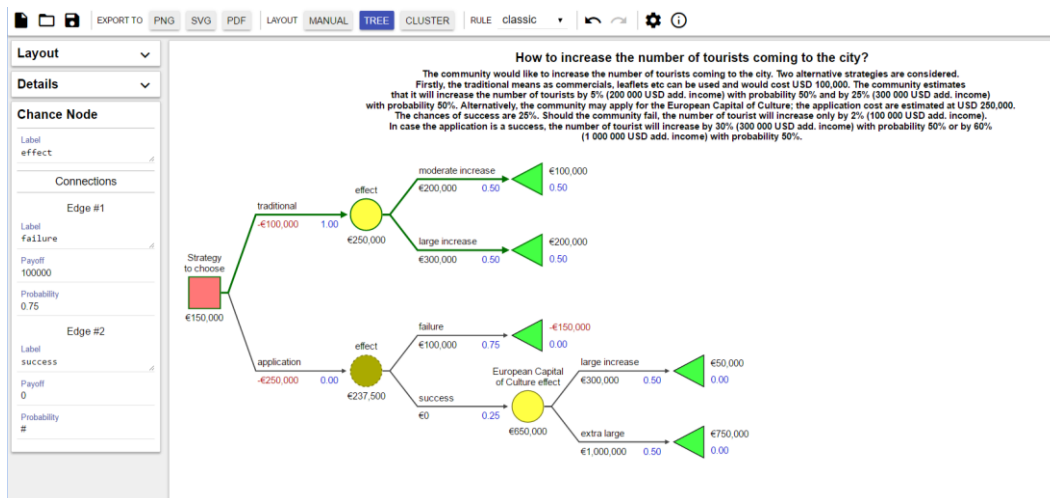 EXPORT TO PNG SVG PDF LAYOUT MANUAL TREE CLUSTER RULE classic
Layout
Details
Chance Node
Label
effect
Connections
Edge #1
Label
failure
Payoff
100000
Probability
0.75
Edge #2
Label
success
Payoff
0
Probability
#
How to increase the number of tourists coming to the city?
The community would like to increase the number of tourists coming to the city. Two alternative strategies are considered.
Firstly, the traditional means as commercials, leaflets etc can be used and would cost USD 100,000. The community estimates
that it will increase the number of tourists by 5% (200 000 USD add. income) with probability 50% and by 25% (300 000 USD add. income)
with probability 50%. Alternatively, the community may apply for the European Capital of Culture; the application cost are estimated at USD 250,000.
The chances of success are 25%. Should the community fail, the number of tourist will increase only by 2% (100 000 USD add. income).
In case the application is a success, the number of tourist will increase by 30% (300 000 USD add. income) with probability 50% or by 60%
(1 000 000 USD add. income) with probability 50%.
moderate increase
€200,000 0.50
€100,000
0.50
effect
€250,000
traditional
-€100,000 1.00
large increase
€300,000 0.50
€200,000
0.50
Strategy
to choose
€150,000
failure
€100,000 0.75
-€150,000
0.00
effect
€237,500
application
-€250,000 0.00
success
€0 0.25
European Capital
of Culture effect
€650,000
large increase
€300,000 0.50
€50,000
0.00
extra large
€1,000,000 0.50
€750,000
0.00